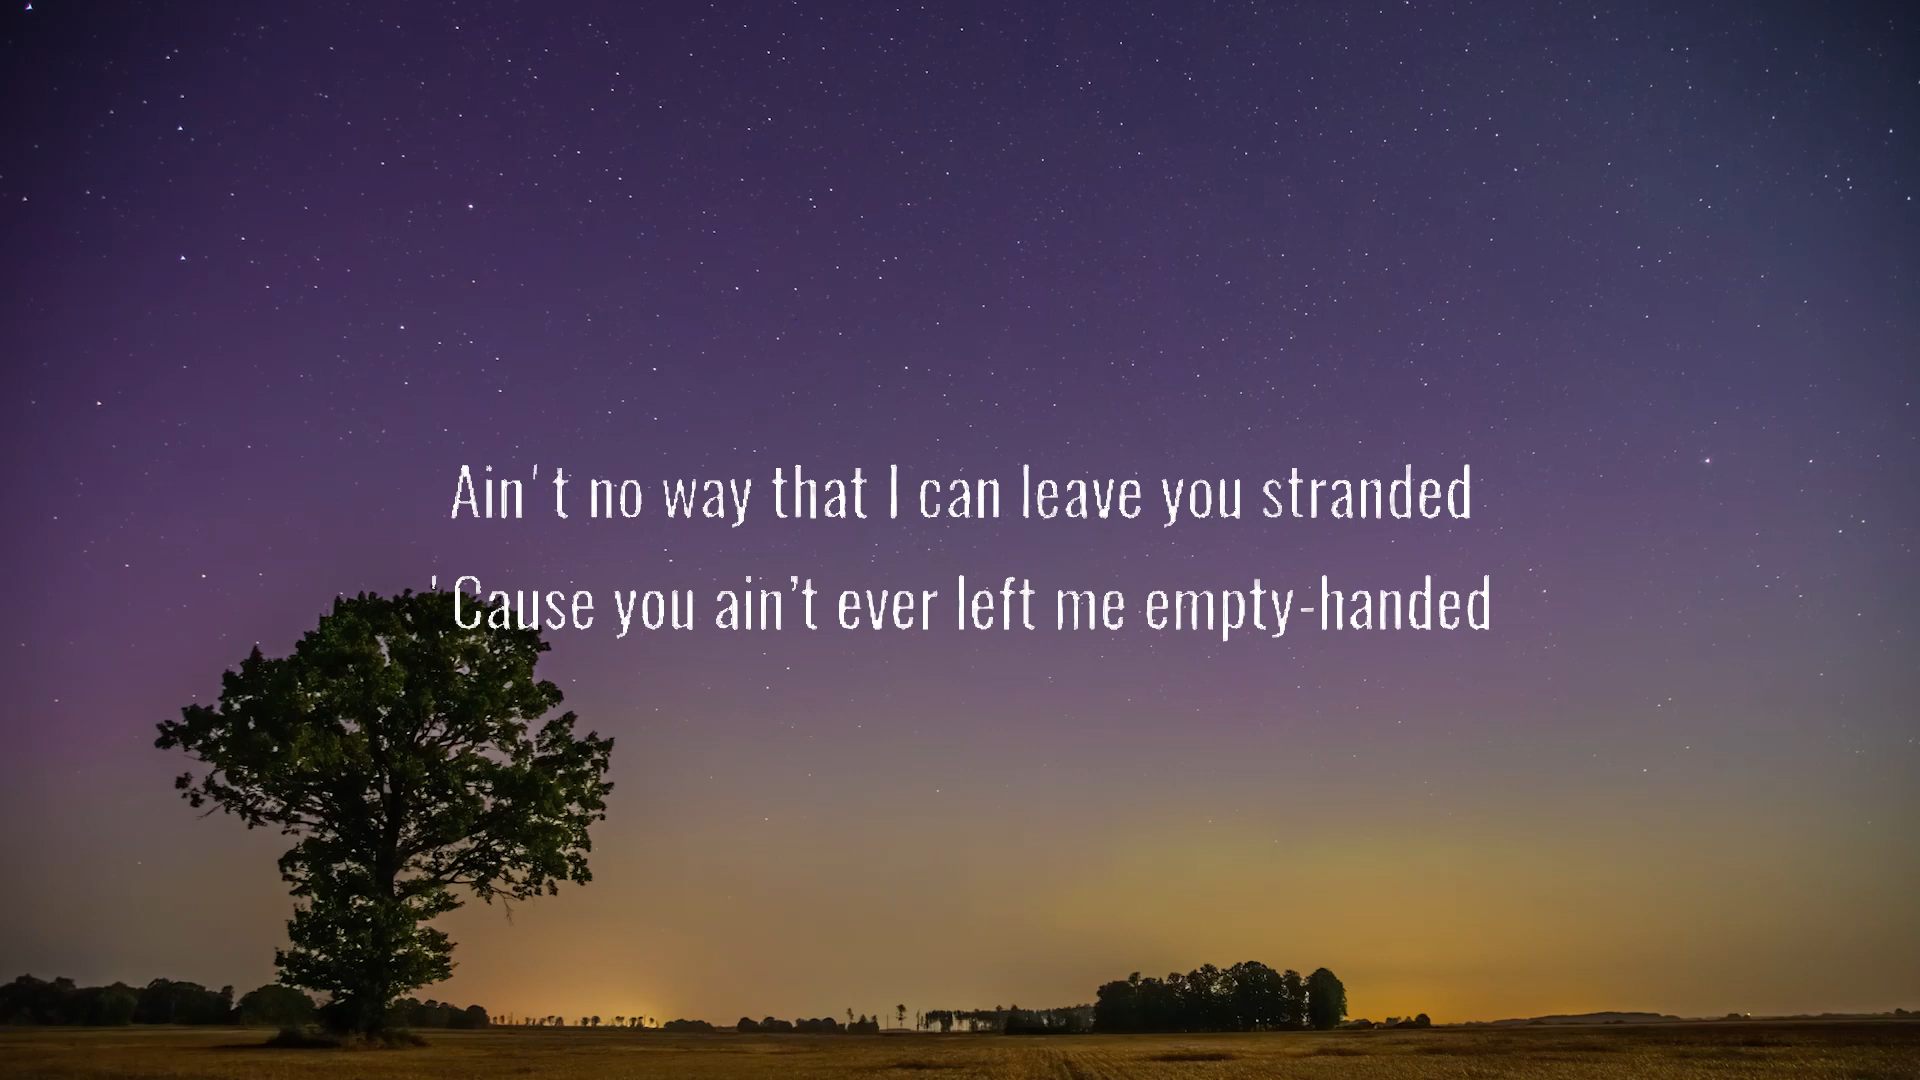 Ain't no way that I can leave you stranded
'Cause you ain’t ever left me empty-handed